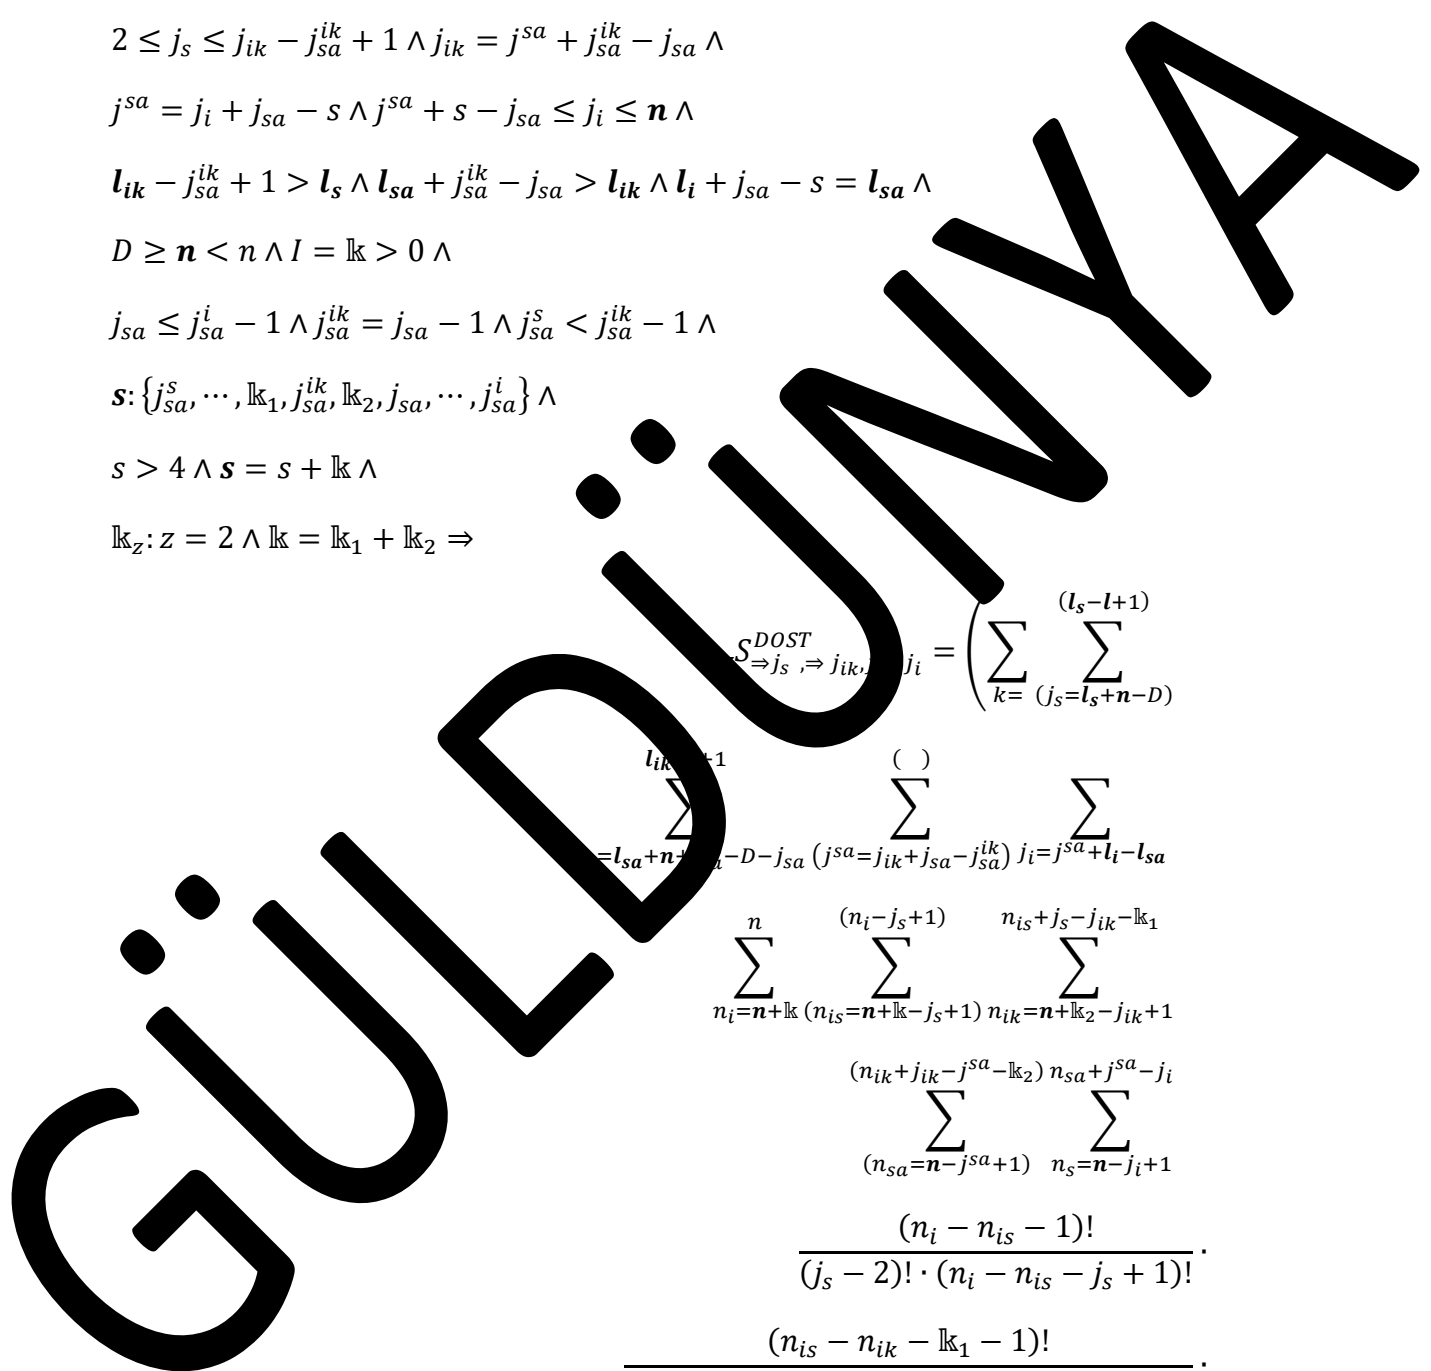 2 ≤ j_s ≤ j_{ik} − j_{sa}^{ik} + 1 ∧ j_{ik} = j^{sa} + j_{sa}^{ik} − j_{sa} ∧
j^{sa} = j_i + j_{sa} − s ∧ j^{sa} + s − j_{sa} ≤ j_i ≤ n ∧
l_{ik} − j_{sa}^{ik} + 1 > l_s ∧ l_{sa} + j_{sa}^{ik} − j_{sa} > l_{ik} ∧ l_i + j_{sa} − s = l_{sa} ∧
D ≥ n < n ∧ I = 𝕜 > 0 ∧
j_{sa} ≤ j_{sa}^i − 1 ∧ j_{sa}^{ik} = j_{sa} − 1 ∧ j_{sa}^s < j_{sa}^{ik} − 1 ∧
s: {j_{sa}^s, ⋯ , 𝕜_1, j_{sa}^{ik}, 𝕜_2, j_{sa}, ⋯ , j_{sa}^i} ∧
s > 4 ∧ s = s + 𝕜 ∧
𝕜_z: z = 2 ∧ 𝕜 = 𝕜_1 + 𝕜_2 ⇒
S^{DOST}_{⇒j_s ,⇒ j_{ik}, j_i} = ( ∑_{k=} ∑_{(j_s=l_s+n−D)}^{(l_s−l+1)}
∑_{=l_{sa}+n+ −D−j_{sa}}^{l_{ik} +1} ∑_{(j^{sa}=j_{ik}+j_{sa}−j_{sa}^{ik})}^{( )} ∑_{j_i=j^{sa}+l_i−l_{sa}}
∑_{n_i=n+𝕜}^{n} ∑_{(n_{is}=n+𝕜−j_s+1)}^{(n_i−j_s+1)} ∑_{n_{ik}=n+𝕜_2−j_{ik}+1}^{n_{is}+j_s−j_{ik}−𝕜_1}
∑_{(n_{sa}=n−j^{sa}+1)}^{(n_{ik}+j_{ik}−j^{sa}−𝕜_2)} ∑_{n_s=n−j_i+1}^{n_{sa}+j^{sa}−j_i}
(n_i − n_{is} − 1)!
(j_s − 2)! · (n_i − n_{is} − j_s + 1)! ·
(n_{is} − n_{ik} − 𝕜_1 − 1)! ·
GÜLDÜNYA